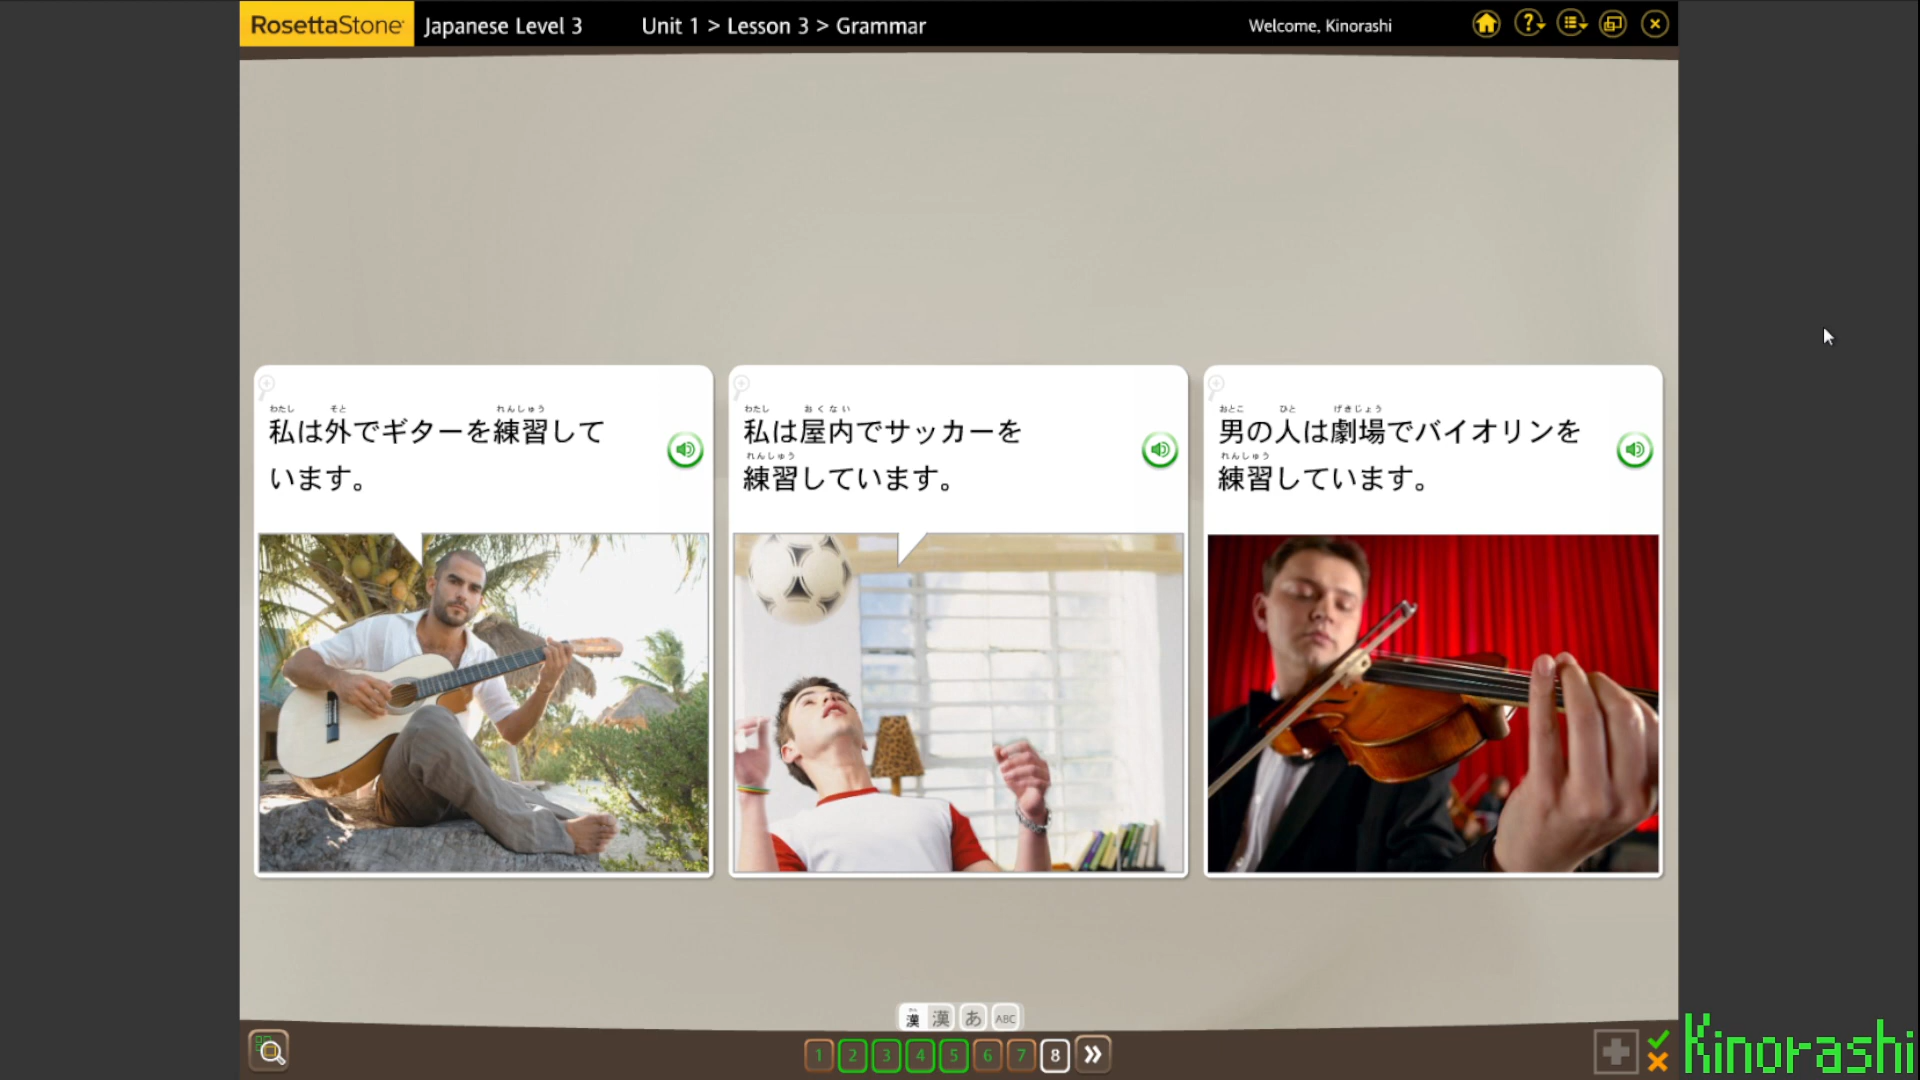 RosettaStone Japanese Level 3 Unit 1 > Lesson 3 > Grammar Welcome, Kinorashi
わたし そと れんしゅう
私は外でギターを練習して
います。
わたし おくない
私は屋内でサッカーを
れんしゅう
練習しています。
おとこ ひと げきじょう
男の人は劇場でバイオリンを
れんしゅう
練習しています。
漢 漢 あ ABC
1 2 3 4 5 6 7 8
Kinorashi